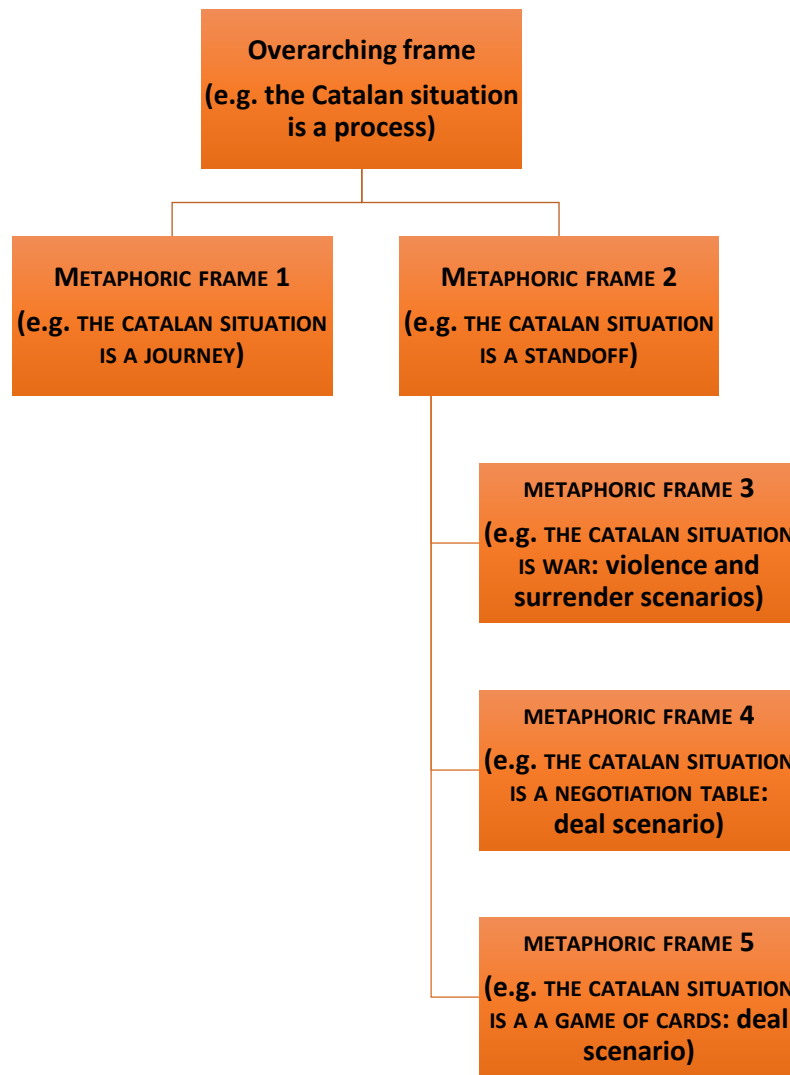 Overarching frame
(e.g. the Catalan situation
is a process)
METAPHORIC FRAME 1
(e.g. THE CATALAN SITUATION
IS A JOURNEY)
METAPHORIC FRAME 2
(e.g. THE CATALAN SITUATION
IS A STANDOFF)
METAPHORIC FRAME 3
(e.g. THE CATALAN SITUATION
IS WAR: violence and
surrender scenarios)
METAPHORIC FRAME 4
(e.g. THE CATALAN SITUATION
IS A NEGOTIATION TABLE:
deal scenario)
METAPHORIC FRAME 5
(e.g. THE CATALAN SITUATION
IS A A GAME OF CARDS: deal
scenario)